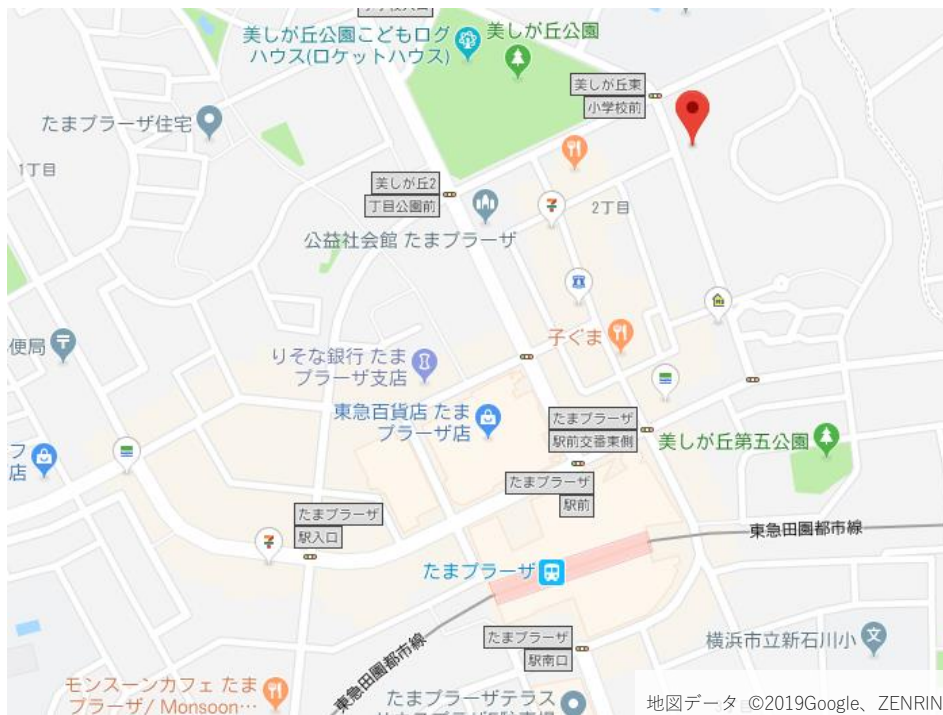 美しが丘公園こどもログ
ハウス(ロケットハウス)
美しが丘公園
美しが丘東
小学校前
たまプラーザ住宅
1丁目
美しが丘2
丁目公園前
2丁目
公益社会館 たまプラーザ
便局
りそな銀行 たま
プラーザ支店
子ぐま
東急百貨店 たま
プラーザ店
たまプラーザ
駅前交番東側
美しが丘第五公園
フ
店
たまプラーザ
駅前
たまプラーザ
駅入口
東急田園都市線
たまプラーザ
東急田園都市線
たまプラーザ
駅南口
横浜市立新石川小
モンスーンカフェ たま
プラーザ/ Monsoon…
たまプラーザテラス
地図データ ©2019Google、ZENRIN